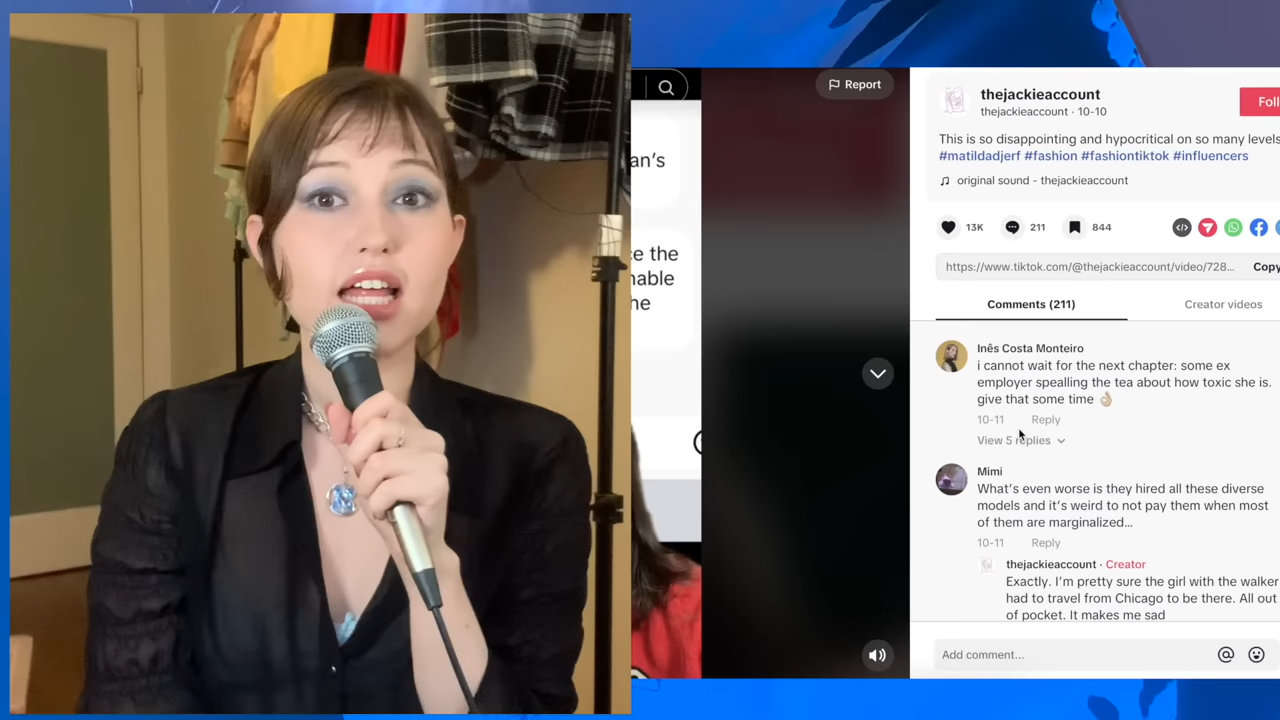 an's
e the
nable
he
Report
thejackieaccount
thejackieaccount · 10-10
Foll
This is so disappointing and hypocritical on so many levels
#matildadjerf #fashion #fashiontiktok #influencers
original sound - thejackieaccount
13K
211
844
https://www.tiktok.com/@thejackieaccount/video/728...
Copy
Comments (211)
Creator videos
Inês Costa Monteiro
i cannot wait for the next chapter: some ex
employer spealling the tea about how toxic she is.
give that some time 👌🏼
10-11 Reply
View 5 replies
Mimi
What's even worse is they hired all these diverse
models and it's weird to not pay them when most
of them are marginalized...
10-11 Reply
thejackieaccount · Creator
Exactly. I'm pretty sure the girl with the walker
had to travel from Chicago to be there. All out
of pocket. It makes me sad
Add comment...